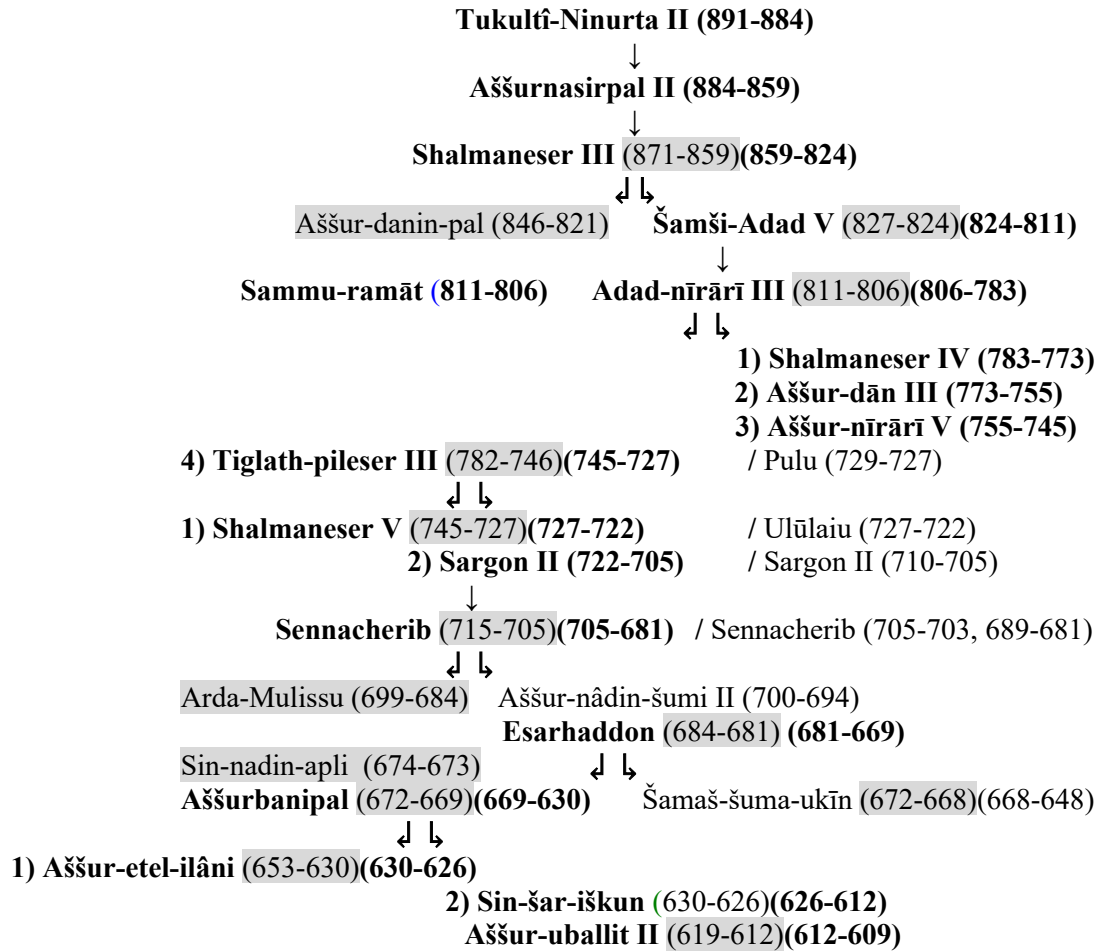 Tukultî-Ninurta II (891-884)
↓
Aššurnasirpal II (884-859)
↓
Shalmaneser III (871-859)(859-824)
↲ ↳
Aššur-danin-pal (846-821) Šamši-Adad V (827-824)(824-811)
↓
Sammu-ramāt (811-806) Adad-nīrārī III (811-806)(806-783)
↲ ↳
1) Shalmaneser IV (783-773)
2) Aššur-dān III (773-755)
3) Aššur-nīrārī V (755-745)
4) Tiglath-pileser III (782-746)(745-727) / Pulu (729-727)
↲ ↳
1) Shalmaneser V (745-727)(727-722) / Ulūlaiu (727-722)
2) Sargon II (722-705) / Sargon II (710-705)
↓
Sennacherib (715-705)(705-681) / Sennacherib (705-703, 689-681)
↲ ↳
Arda-Mulissu (699-684) Aššur-nâdin-šumi II (700-694)
Esarhaddon (684-681) (681-669)
Sin-nadin-apli (674-673) ↲ ↳
Aššurbanipal (672-669)(669-630) Šamaš-šuma-ukīn (672-668)(668-648)
↲ ↳
1) Aššur-etel-ilâni (653-630)(630-626)
2) Sin-šar-iškun (630-626)(626-612)
Aššur-uballit II (619-612)(612-609)